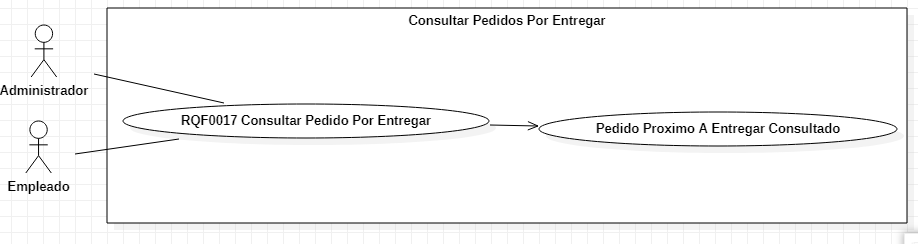 Consultar Pedidos Por Entregar
Administrador
RQF0017 Consultar Pedido Por Entregar
Pedido Proximo A Entregar Consultado
Empleado